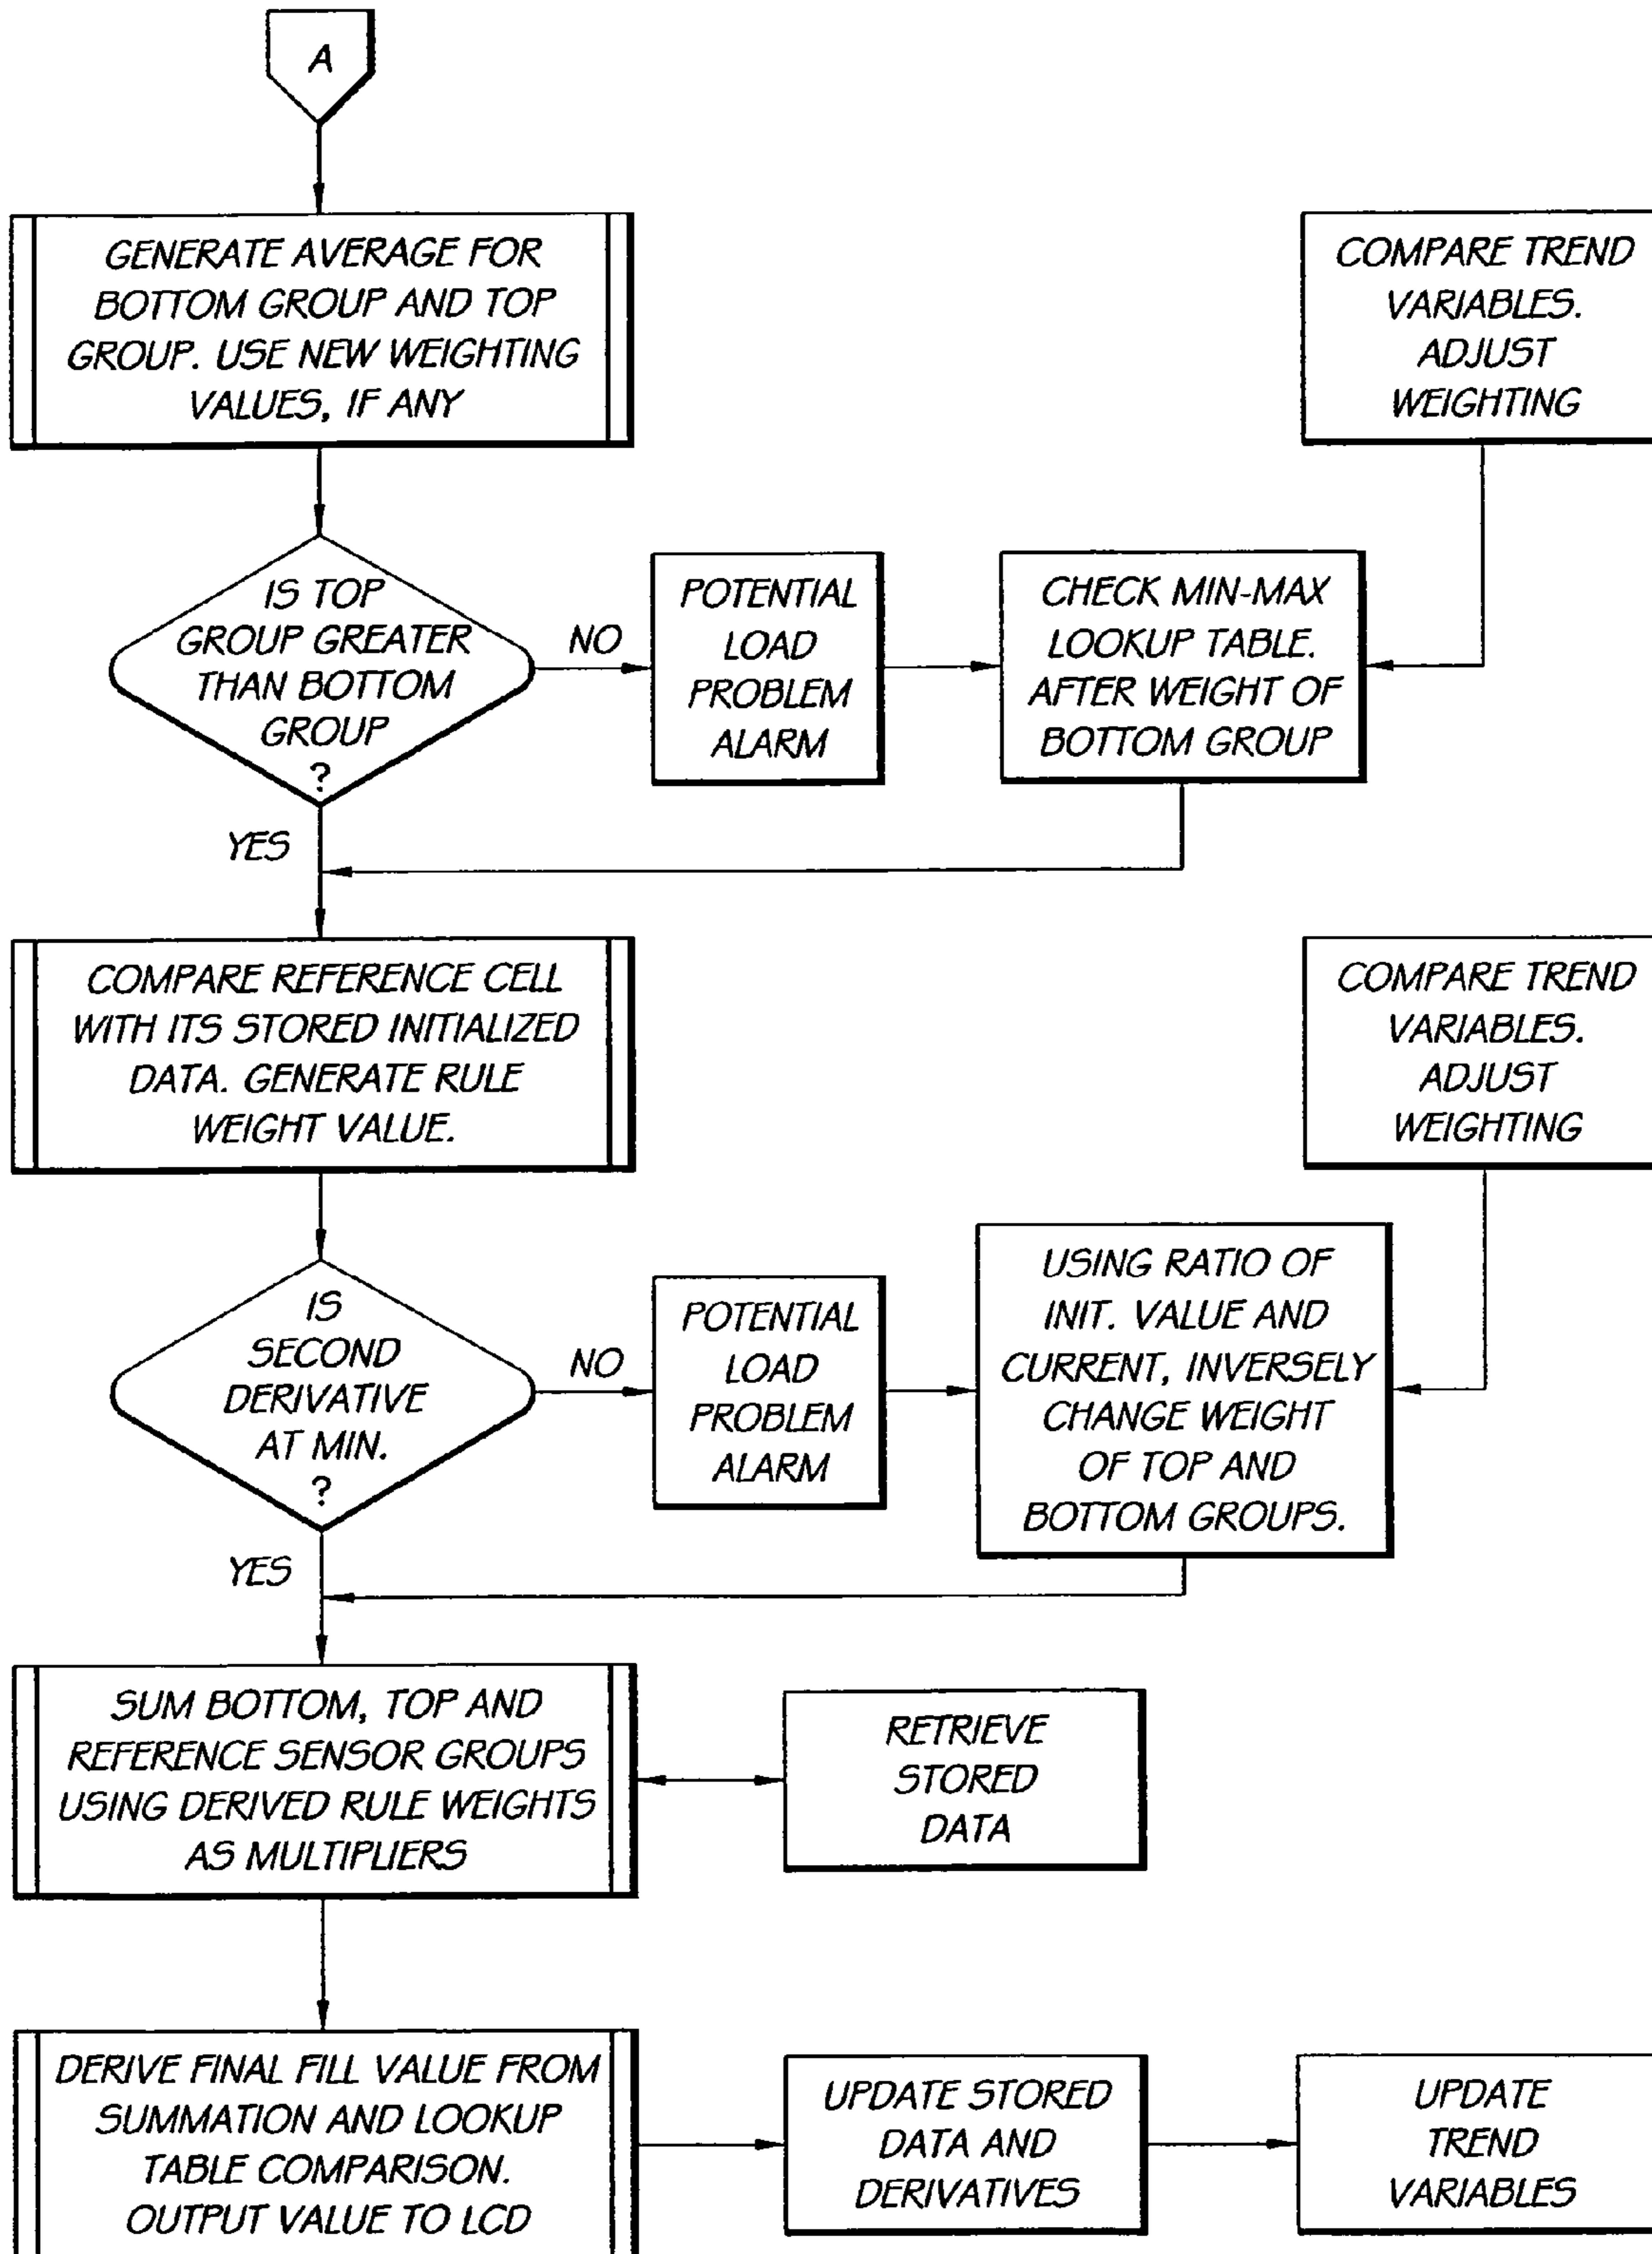 A
GENERATE AVERAGE FOR
BOTTOM GROUP AND TOP
GROUP. USE NEW WEIGHTING
VALUES, IF ANY
COMPARE TREND
VARIABLES.
ADJUST
WEIGHTING
IS TOP
GROUP GREATER
THAN BOTTOM
GROUP
?
NO
POTENTIAL
LOAD
PROBLEM
ALARM
CHECK MIN-MAX
LOOKUP TABLE.
AFTER WEIGHT OF
BOTTOM GROUP
YES
COMPARE REFERENCE CELL
WITH ITS STORED INITIALIZED
DATA. GENERATE RULE
WEIGHT VALUE.
COMPARE TREND
VARIABLES.
ADJUST
WEIGHTING
IS
SECOND
DERIVATIVE
AT MIN.
?
NO
POTENTIAL
LOAD
PROBLEM
ALARM
USING RATIO OF
INIT. VALUE AND
CURRENT, INVERSELY
CHANGE WEIGHT
OF TOP AND
BOTTOM GROUPS.
YES
SUM BOTTOM, TOP AND
REFERENCE SENSOR GROUPS
USING DERIVED RULE WEIGHTS
AS MULTIPLIERS
RETRIEVE
STORED
DATA
DERIVE FINAL FILL VALUE FROM
SUMMATION AND LOOKUP
TABLE COMPARISON.
OUTPUT VALUE TO LCD
UPDATE STORED
DATA AND
DERIVATIVES
UPDATE
TREND
VARIABLES